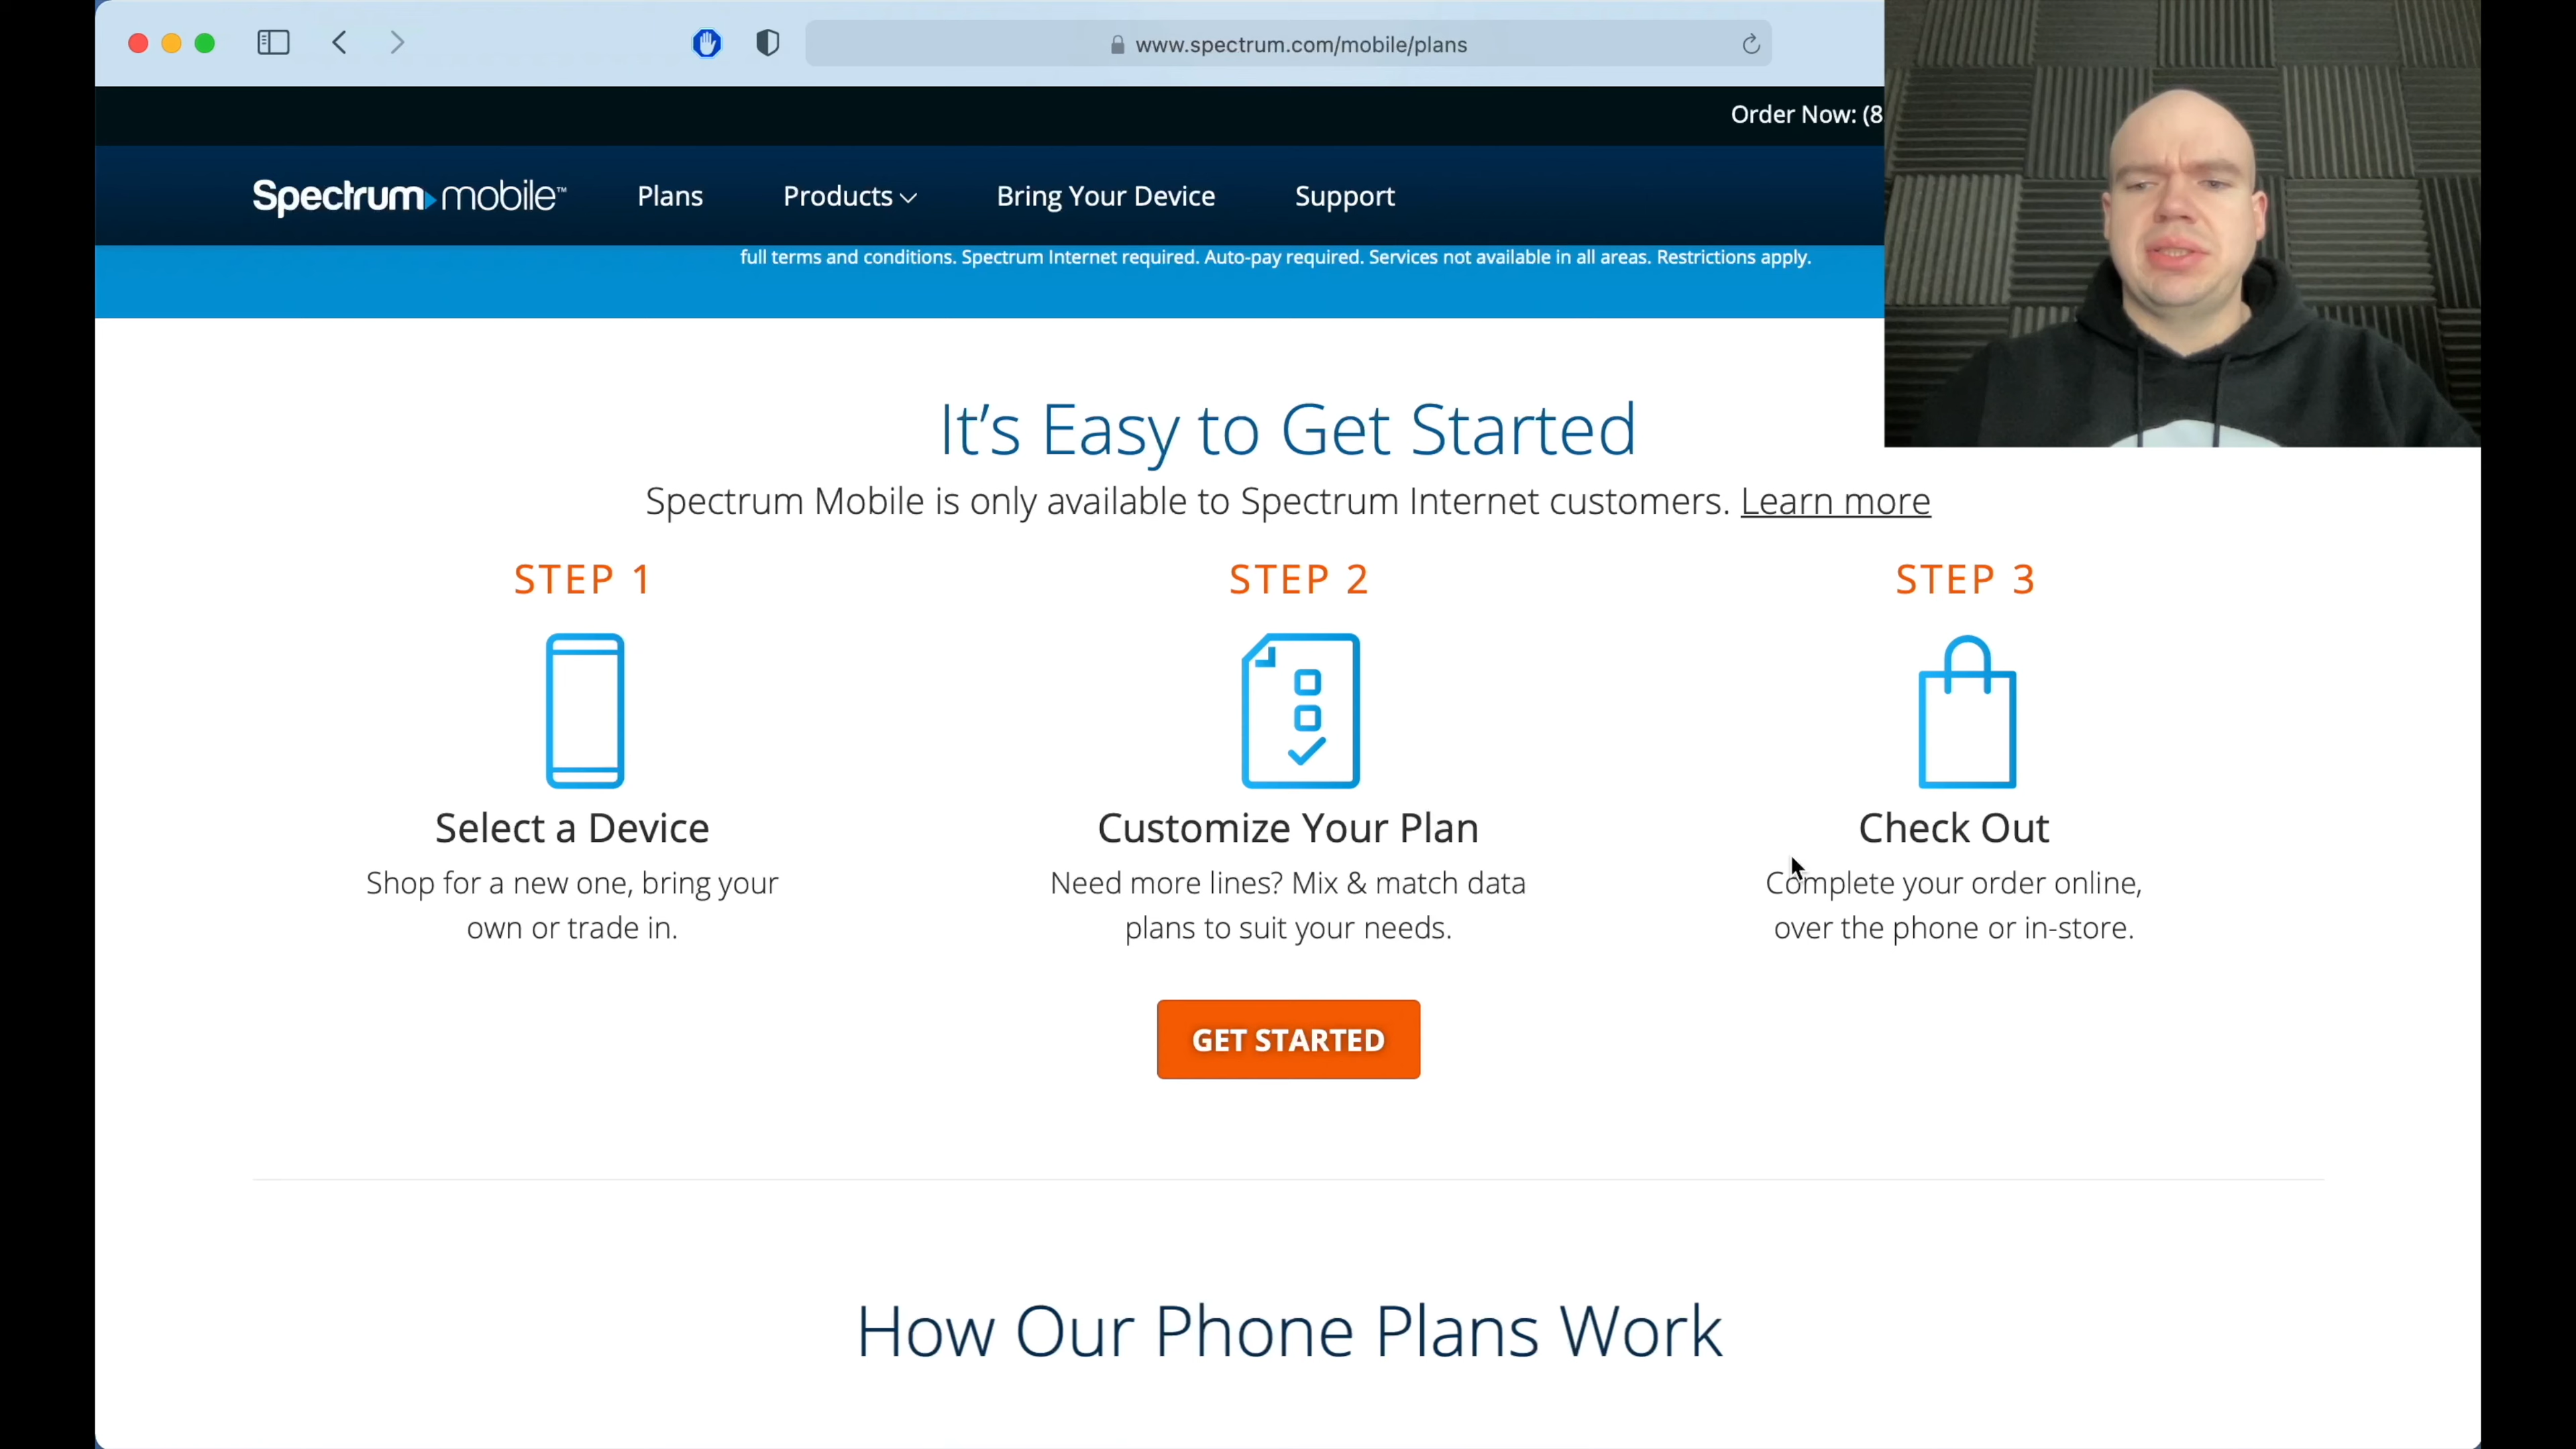 www.spectrum.com/mobile/plans
Order Now: (8
Spectrum mobile™ Plans Products Bring Your Device Support
full terms and conditions. Spectrum Internet required. Auto-pay required. Services not available in all areas. Restrictions apply.
It's Easy to Get Started
Spectrum Mobile is only available to Spectrum Internet customers. Learn more
STEP 1
Select a Device
Shop for a new one, bring your
own or trade in.
STEP 2
Customize Your Plan
Need more lines? Mix & match data
plans to suit your needs.
STEP 3
Check Out
Complete your order online,
over the phone or in-store.
GET STARTED
How Our Phone Plans Work